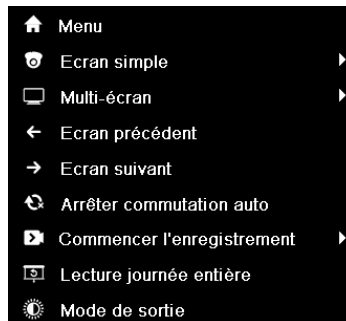 Menu
Ecran simple
Multi-écran
Ecran précédent
Ecran suivant
Arrêter commutation auto
Commencer l'enregistrement
Lecture journée entière
Mode de sortie